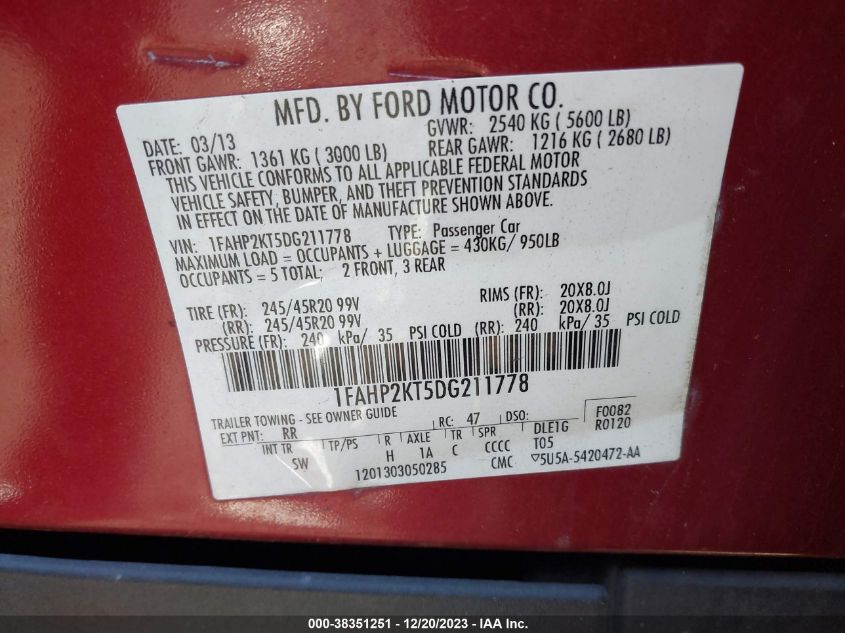 MFD. BY FORD MOTOR CO.
DATE: 03/13 GVWR: 2540 KG ( 5600 LB)
FRONT GAWR: 1361 KG ( 3000 LB) REAR GAWR: 1216 KG ( 2680 LB)
THIS VEHICLE CONFORMS TO ALL APPLICABLE FEDERAL MOTOR
VEHICLE SAFETY, BUMPER, AND THEFT PREVENTION STANDARDS
IN EFFECT ON THE DATE OF MANUFACTURE SHOWN ABOVE.
VIN: 1FAHP2KT5DG211778 TYPE: Passenger Car
MAXIMUM LOAD = OCCUPANTS + LUGGAGE = 430KG/ 950LB
OCCUPANTS = 5 TOTAL: 2 FRONT, 3 REAR
TIRE (FR): 245/45R20 99V RIMS (FR): 20X8.0J
(RR): 245/45R20 99V (RR): 20X8.0J
PRESSURE (FR): 240 kPa/ 35 PSI COLD (RR): 240 kPa/ 35 PSI COLD
1FAHP2KT5DG211778
TRAILER TOWING - SEE OWNER GUIDE
EXT PNT: RR RC: 47 DSO: F0082
INT TR TP/PS R AXLE TR SPR DLE1G R0120
SW H 1A C CCCC T05
1201303050285 CMC ▽5U5A-5420472-AA
000-38351251 - 12/20/2023 - IAA Inc.